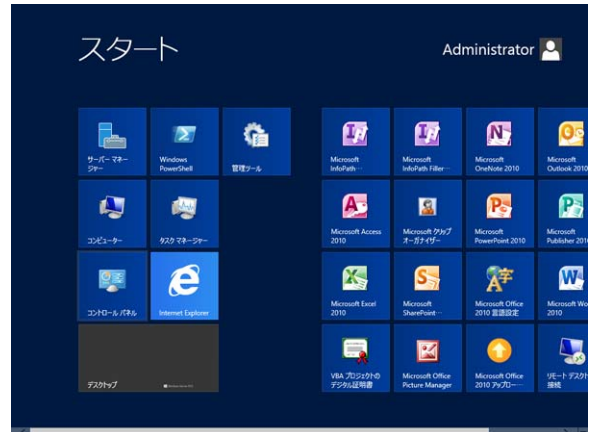 スタート
Administrator
サーバー マネー
ジャー
Windows
PowerShell
管理ツール
Microsoft
InfoPath…
Microsoft
InfoPath Filler…
Microsoft
OneNote 2010
Microsoft
Outlook 2010
コンピューター
タスク マネージャー
Microsoft Access
2010
Microsoft クリップ
オーガナイザー
Microsoft
PowerPoint 2010
Microsoft
Publisher 201
コントロール パネル
Internet Explorer
Microsoft Excel
2010
Microsoft
SharePoint…
Microsoft Office
2010 言語設定
Microsoft Wo
2010
デスクトップ
VBA プロジェクトの
デジタル証明書
Microsoft Office
Picture Manager
Microsoft Office
2010 アップロー…
リモート デスクト
接続